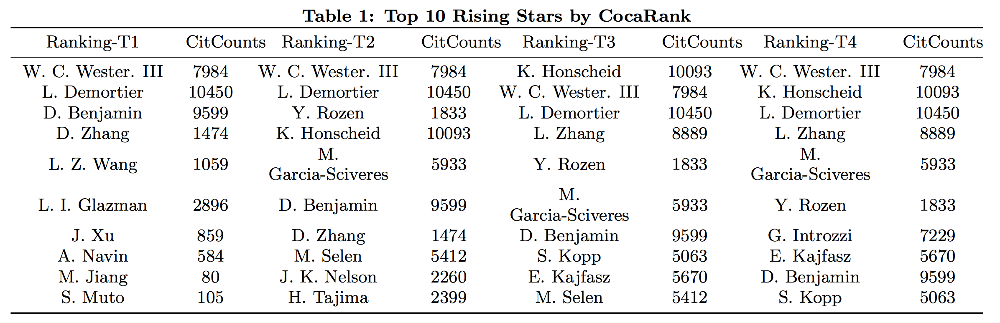 Table 1: Top 10 Rising Stars by CocaRank
Ranking-T1 CitCounts Ranking-T2 CitCounts Ranking-T3 CitCounts Ranking-T4 CitCounts
W. C. Wester. III 7984 W. C. Wester. III 7984 K. Honscheid 10093 W. C. Wester. III 7984
L. Demortier 10450 L. Demortier 10450 W. C. Wester. III 7984 K. Honscheid 10093
D. Benjamin 9599 Y. Rozen 1833 L. Demortier 10450 L. Demortier 10450
D. Zhang 1474 K. Honscheid 10093 L. Zhang 8889 L. Zhang 8889
L. Z. Wang 1059 M. Garcia-Sciveres 5933 Y. Rozen 1833 M. Garcia-Sciveres 5933
L. I. Glazman 2896 D. Benjamin 9599 M. Garcia-Sciveres 5933 Y. Rozen 1833
J. Xu 859 D. Zhang 1474 D. Benjamin 9599 G. Introzzi 7229
A. Navin 584 M. Selen 5412 S. Kopp 5063 E. Kajfasz 5670
M. Jiang 80 J. K. Nelson 2260 E. Kajfasz 5670 D. Benjamin 9599
S. Muto 105 H. Tajima 2399 M. Selen 5412 S. Kopp 5063